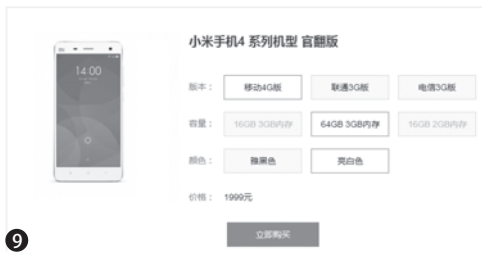 小米手机4 系列机型 官翻版
14 00
版本： 移动4G版 联通3G版 电信3G版
容量： 16GB 3GB内存 64GB 3GB内存 16GB 2GB内存
颜色： 雅黑色 亮白色
价格： 1999元
立即购买
9